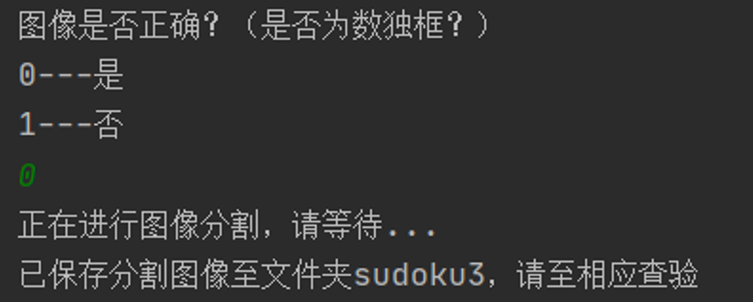 图像是否正确？（是否为数独框？）
0---是
1---否
0
正在进行图像分割，请等待...
已保存分割图像至文件夹sudoku3，请至相应查验